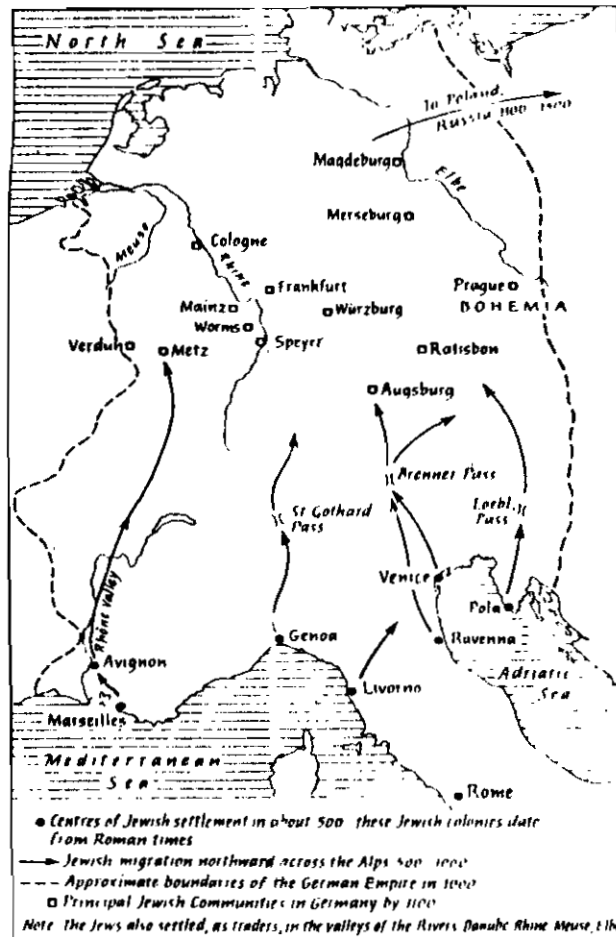 North Sea
To Poland,
Russia 1100-1500
Magdeburg
Elbe
Merseburg
Meuse
Cologne
Rhine
Frankfurt
Prague
BOHEMIA
Mainz
Würzburg
Worms
Verdun
Metz
Speyer
Ratisbon
Augsburg
Brenner Pass
St Gothard
Pass
Loebl
Pass
Venice
Rhône Valley
Pola
Genoa
Ravenna
Avignon
Livorno
Adriatic
Sea
Marseilles
Mediterranean
Sea
Rome
Centres of Jewish settlement in about 500 these Jewish colonies date
from Roman times
Jewish migration northward across the Alps 500 1000
Approximate boundaries of the German Empire in 1000
Principal Jewish Communities in Germany by 1100
Note The Jews also settled, as traders, in the valleys of the Rivers Danube Rhine Meuse, Elbe